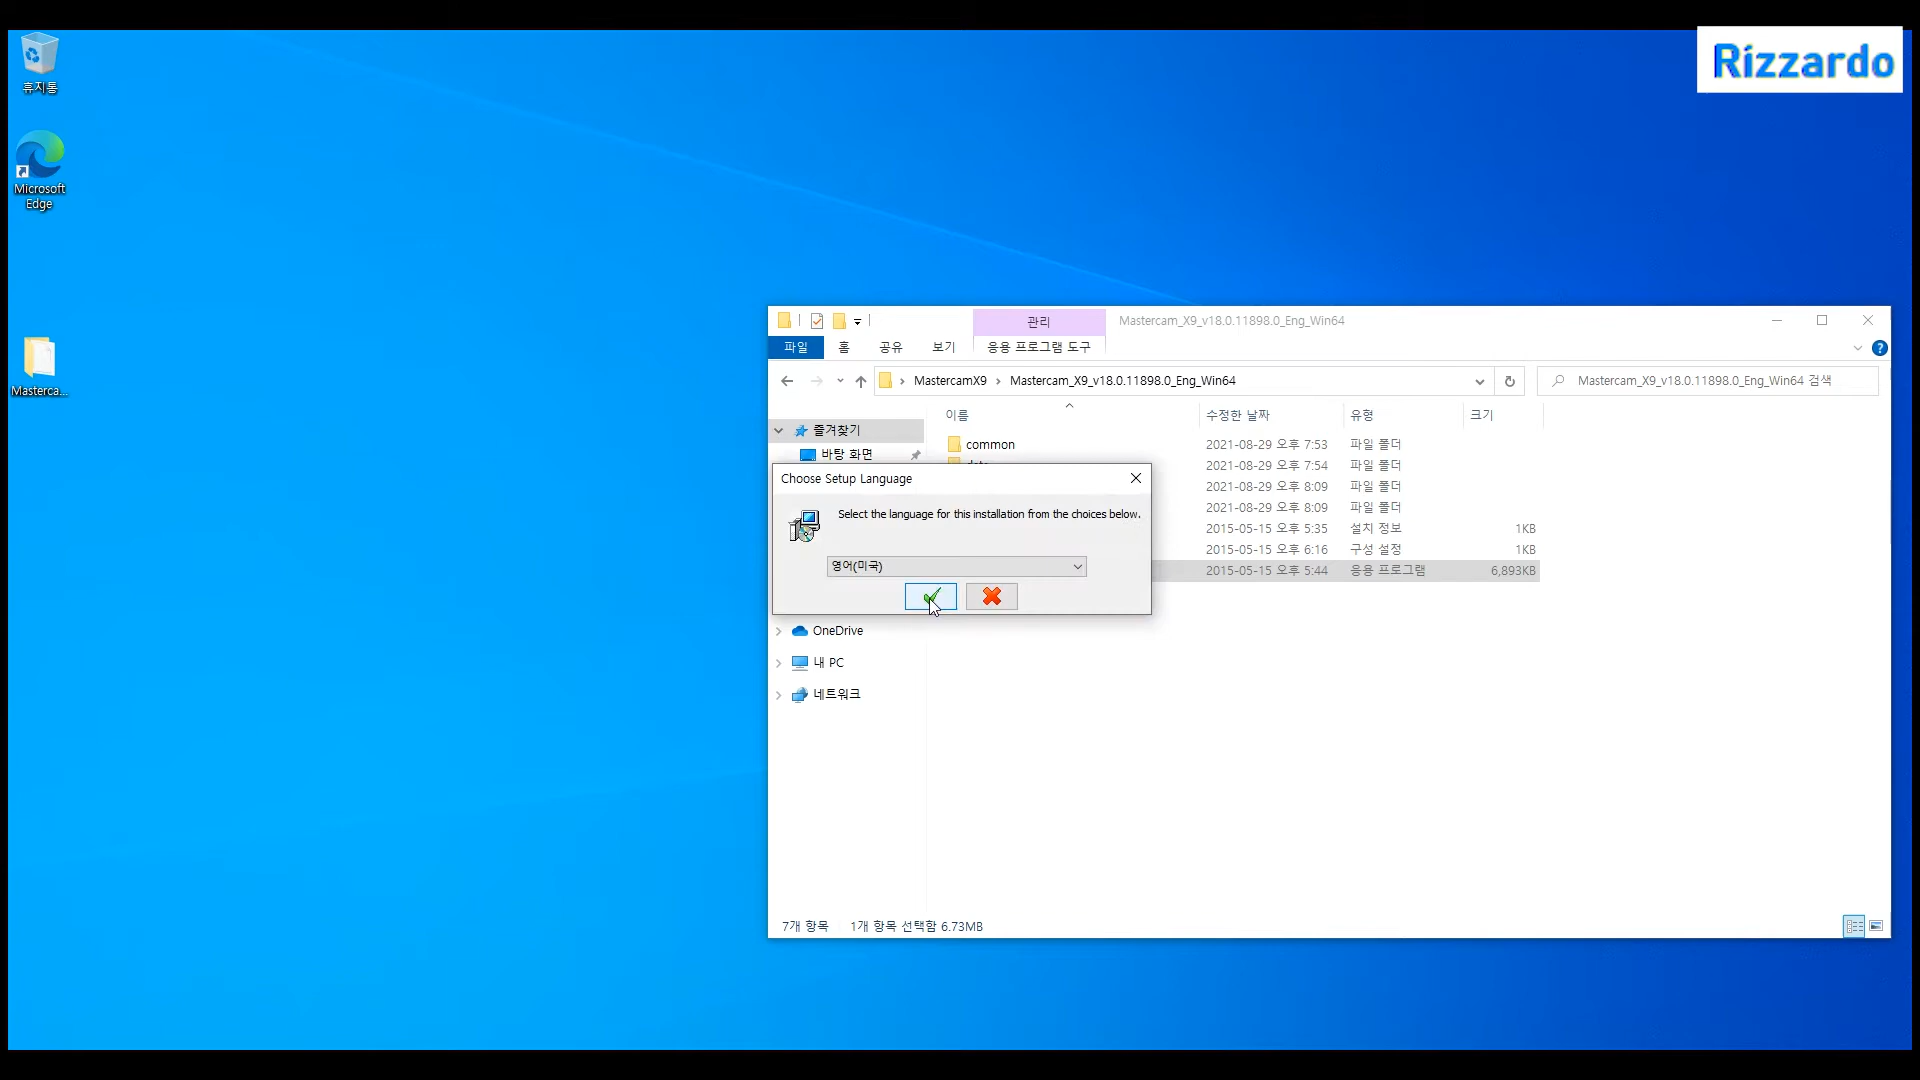 Rizzardo
휴지통
Microsoft
Edge
Masterca...
관리
Mastercam_X9_v18.0.11898.0_Eng_Win64
파일
홈
공유
보기
응용 프로그램 도구
MastercamX9 › Mastercam_X9_v18.0.11898.0_Eng_Win64
Mastercam_X9_v18.0.11898.0_Eng_Win64 검색
이름
수정한 날짜
유형
크기
즐겨찾기
바탕 화면
common
2021-08-29 오후 7:53
파일 폴더
2021-08-29 오후 7:54
파일 폴더
2021-08-29 오후 8:09
파일 폴더
2021-08-29 오후 8:09
파일 폴더
2015-05-15 오후 5:35
설치 정보
1KB
2015-05-15 오후 6:16
구성 설정
1KB
2015-05-15 오후 5:44
응용 프로그램
6,893KB
Choose Setup Language
Select the language for this installation from the choices below.
영어(미국)
OneDrive
내 PC
네트워크
7개 항목
1개 항목 선택함 6.73MB